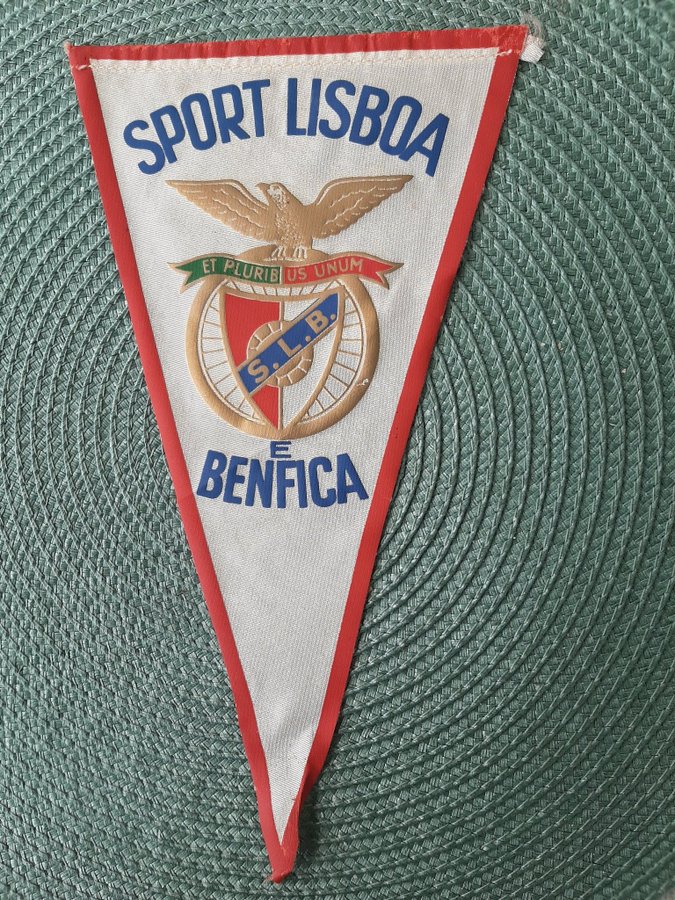 SPORT LISBOA
ET PLURIBUS UNUM
S.L.B.
E
BENFICA